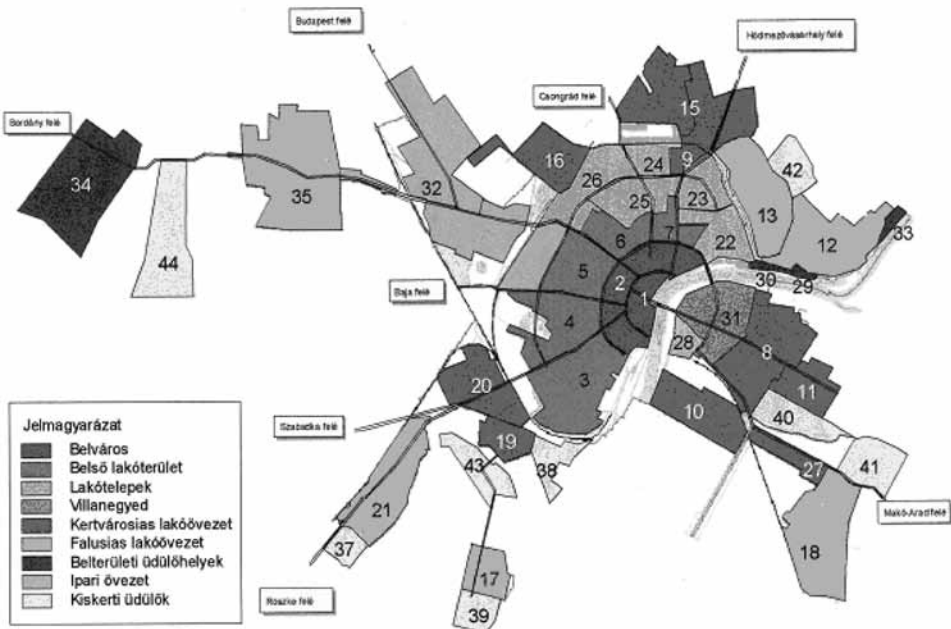 Budapest felé
Hódmezővásárhely felé
Csongrád felé
Bordány felé
15
9
16
24
42
34
35
32
26
25
23
13
33
44
6
7
22
12
5
2
30
29
Baja felé
1
31
4
28
8
3
11
20
10
40
Szabadka felé
19
43
38
27
41
21
Makó-Arad felé
37
18
17
39
Röszke felé
Jelmagyarázat
Belváros
Belső lakóterület
Lakótelepek
Villanegyed
Kertvárosias lakóövezet
Falusias lakóövezet
Belterületi üdülőhelyek
Ipari övezet
Kiskerti üdülők